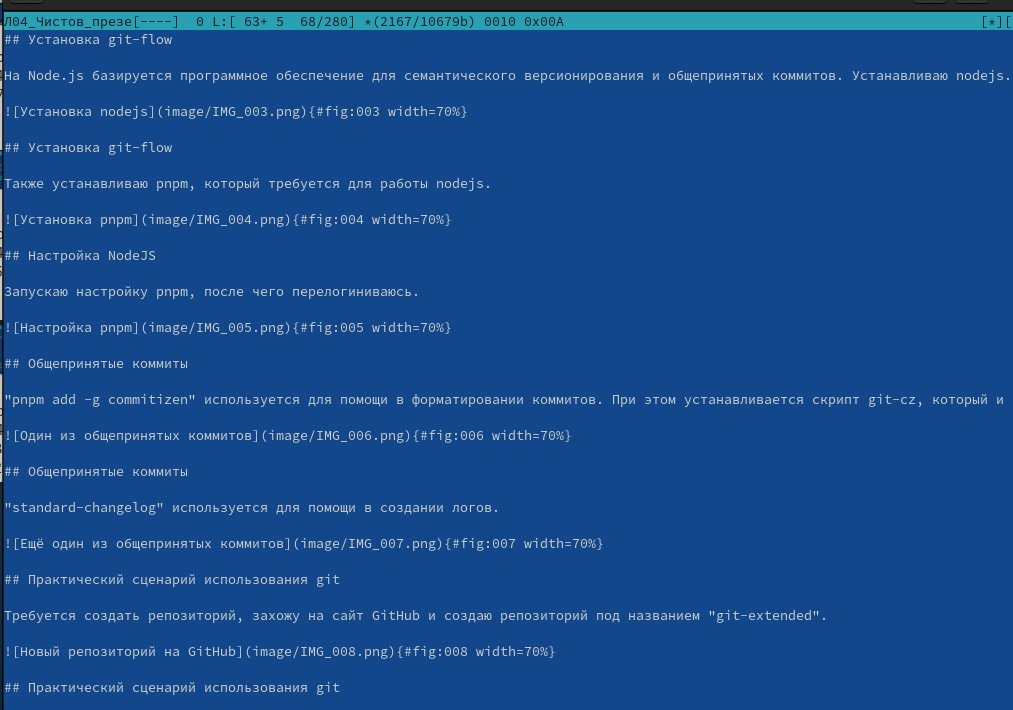 Л04_Чистов_презе[----]  0 L:[ 63+ 5  68/280] *(2167/10679b) 0010 0x00A [*][
## Установка git-flow
На Node.js базируется программное обеспечение для семантического версионирования и общепринятых коммитов. Устанавливаю nodejs.
![Установка nodejs](image/IMG_003.png){#fig:003 width=70%}
## Установка git-flow
Также устанавливаю pnpm, который требуется для работы nodejs.
![Установка pnpm](image/IMG_004.png){#fig:004 width=70%}
## Настройка NodeJS
Запускаю настройку pnpm, после чего перелогиниваюсь.
![Настройка pnpm](image/IMG_005.png){#fig:005 width=70%}
## Общепринятые коммиты
"pnpm add -g commitizen" используется для помощи в форматировании коммитов. При этом устанавливается скрипт git-cz, который и
![Один из общепринятых коммитов](image/IMG_006.png){#fig:006 width=70%}
## Общепринятые коммиты
"standard-changelog" используется для помощи в создании логов.
![Ещё один из общепринятых коммитов](image/IMG_007.png){#fig:007 width=70%}
## Практический сценарий использования git
Требуется создать репозиторий, захожу на сайт GitHub и создаю репозиторий под названием "git-extended".
![Новый репозиторий на GitHub](image/IMG_008.png){#fig:008 width=70%}
## Практический сценарий использования git